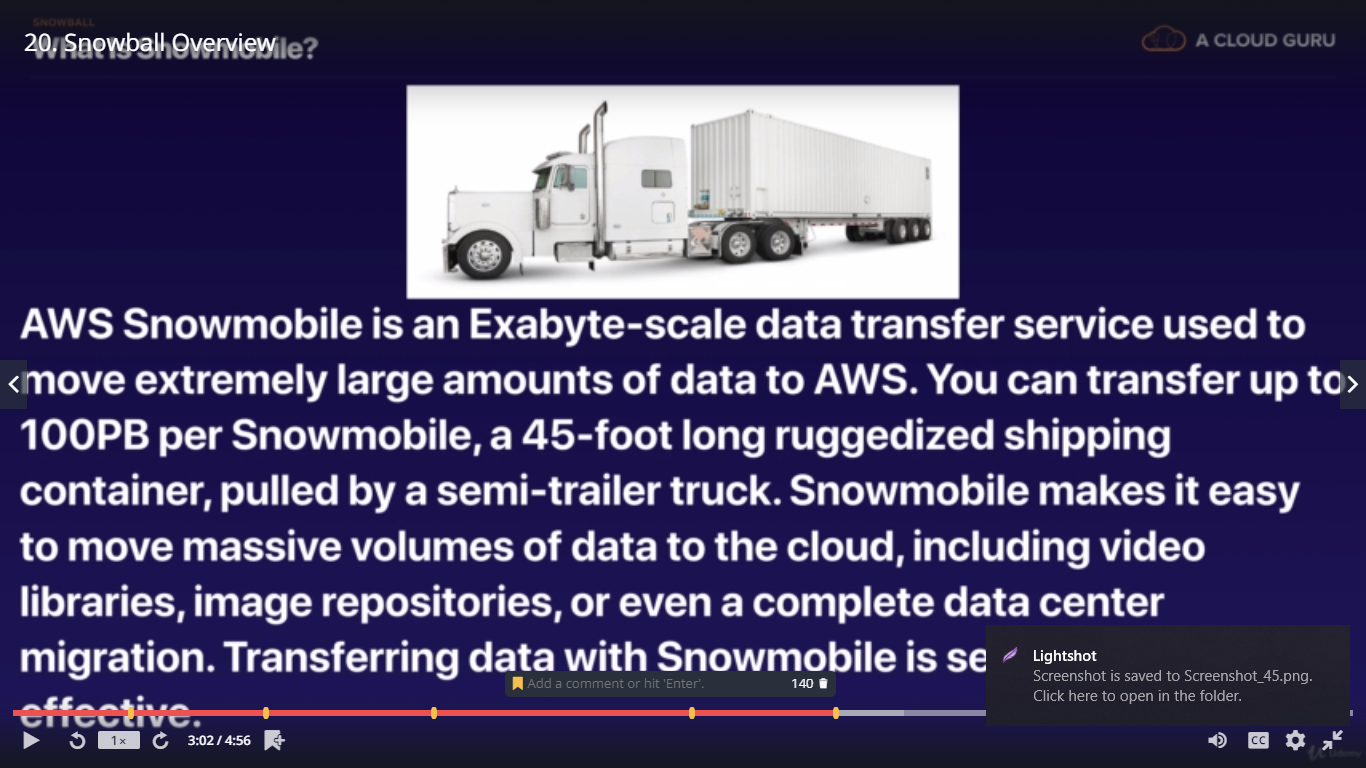 SNOWBALL
20. Snowball Overview
What is Snowmobile?
A CLOUD GURU
AWS Snowmobile is an Exabyte-scale data transfer service used to
move extremely large amounts of data to AWS. You can transfer up to
100PB per Snowmobile, a 45-foot long ruggedized shipping
container, pulled by a semi-trailer truck. Snowmobile makes it easy
to move massive volumes of data to the cloud, including video
libraries, image repositories, or even a complete data center
migration. Transferring data with Snowmobile is se
effective.
Lightshot
Screenshot is saved to Screenshot_45.png.
Click here to open in the folder.
Add a comment or hit 'Enter'. 140
1× 3:02 / 4:56 CC
Udemy